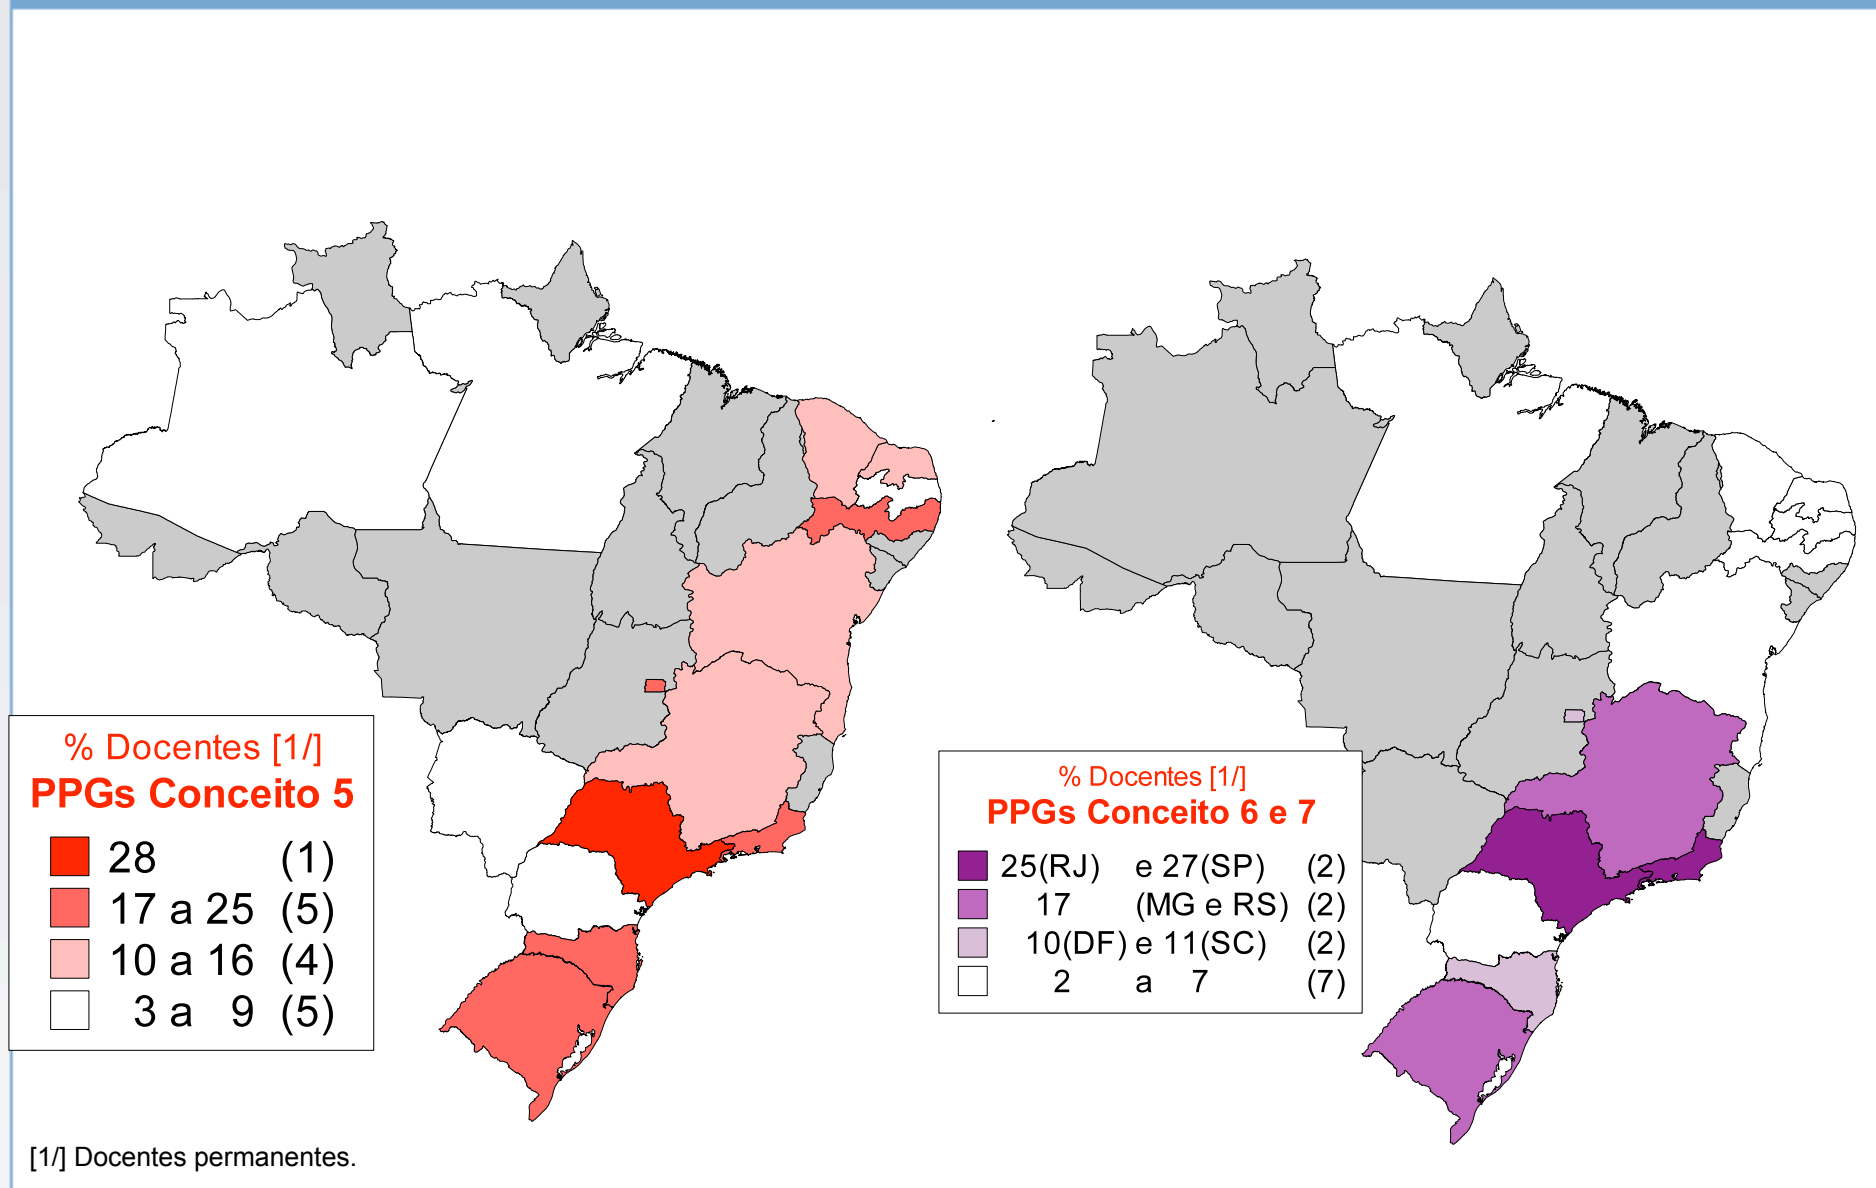 % Docentes [1/]
PPGs Conceito 5
28 (1)
17 a 25 (5)
10 a 16 (4)
3 a 9 (5)
% Docentes [1/]
PPGs Conceito 6 e 7
25(RJ) e 27(SP) (2)
17 (MG e RS) (2)
10(DF) e 11(SC) (2)
2 a 7 (7)
[1/] Docentes permanentes.